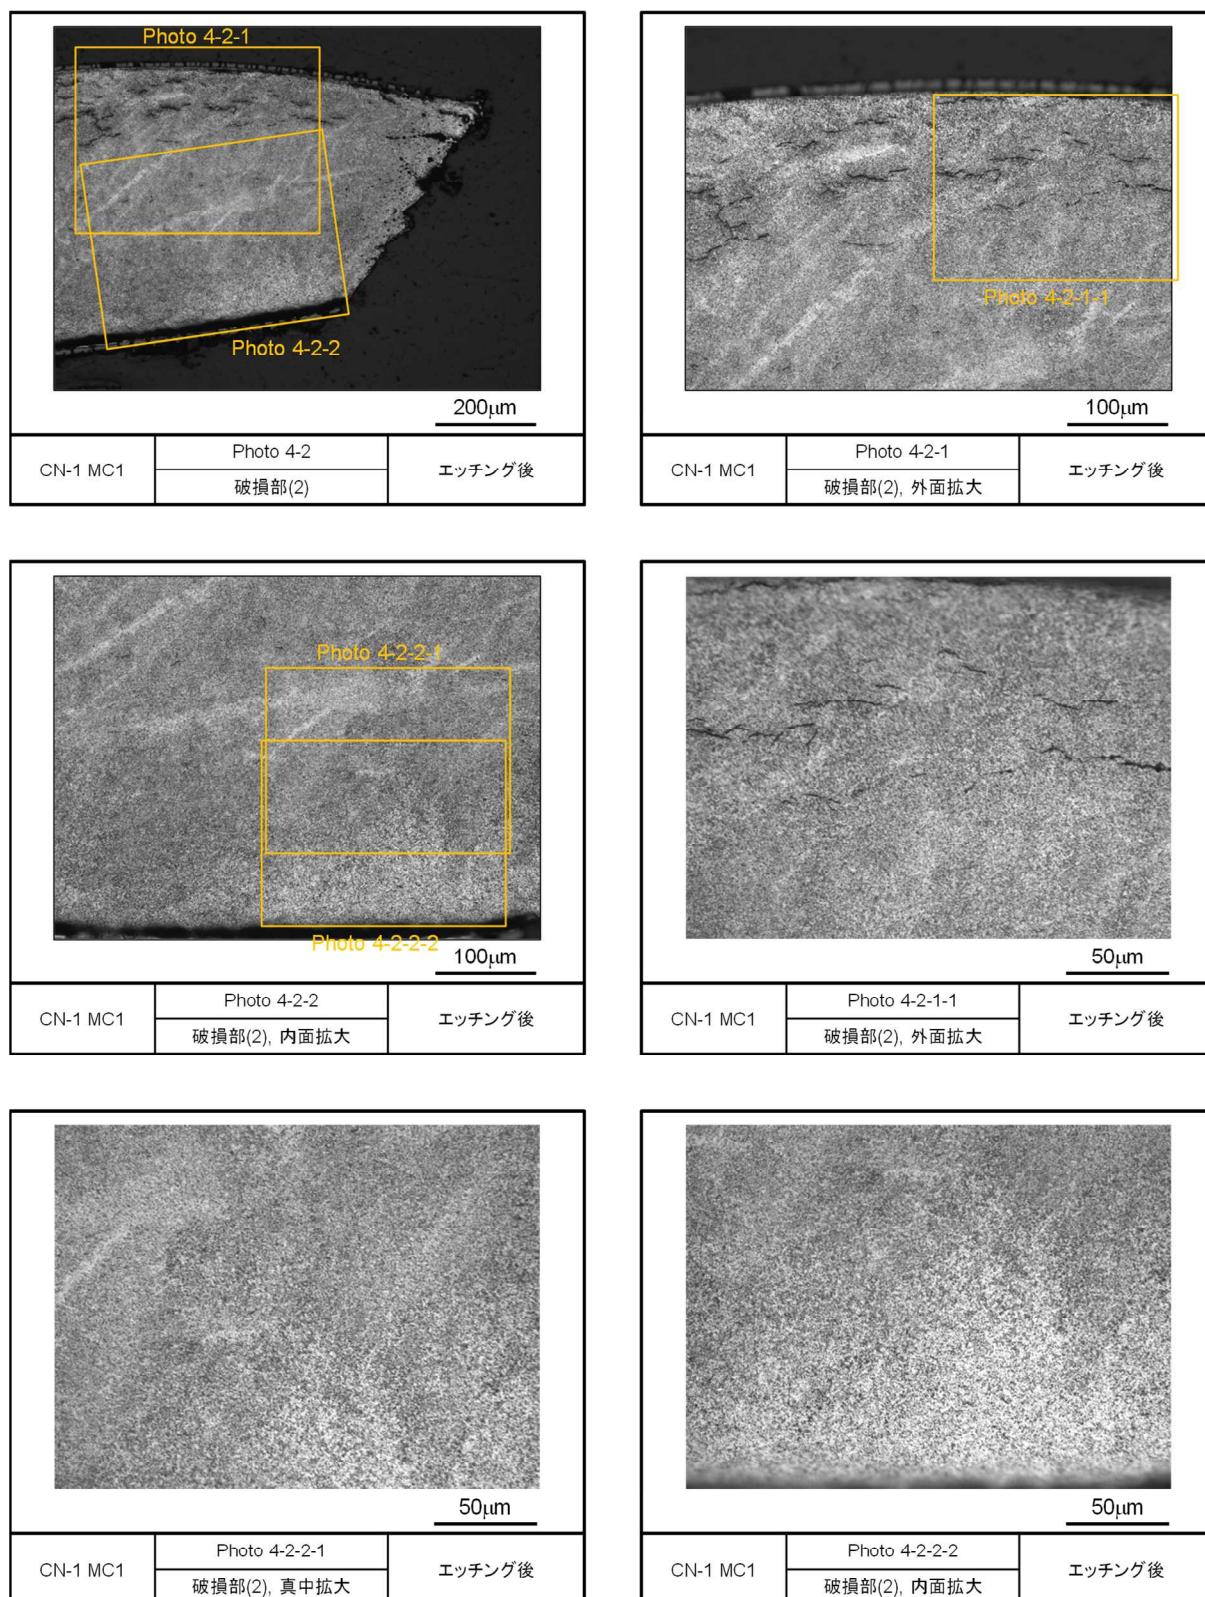 Photo 4-2-1
Photo 4-2-2
200μm
CN-1 MC1
Photo 4-2
破損部(2)
エッチング後
Photo 4-2-1-1
100μm
CN-1 MC1
Photo 4-2-1
破損部(2), 外面拡大
エッチング後
Photo 4-2-2-1
Photo 4-2-2-2
100μm
CN-1 MC1
Photo 4-2-2
破損部(2), 内面拡大
エッチング後
50μm
CN-1 MC1
Photo 4-2-1-1
破損部(2), 外面拡大
エッチング後
50μm
CN-1 MC1
Photo 4-2-2-1
破損部(2), 真中拡大
エッチング後
50μm
CN-1 MC1
Photo 4-2-2-2
破損部(2), 内面拡大
エッチング後